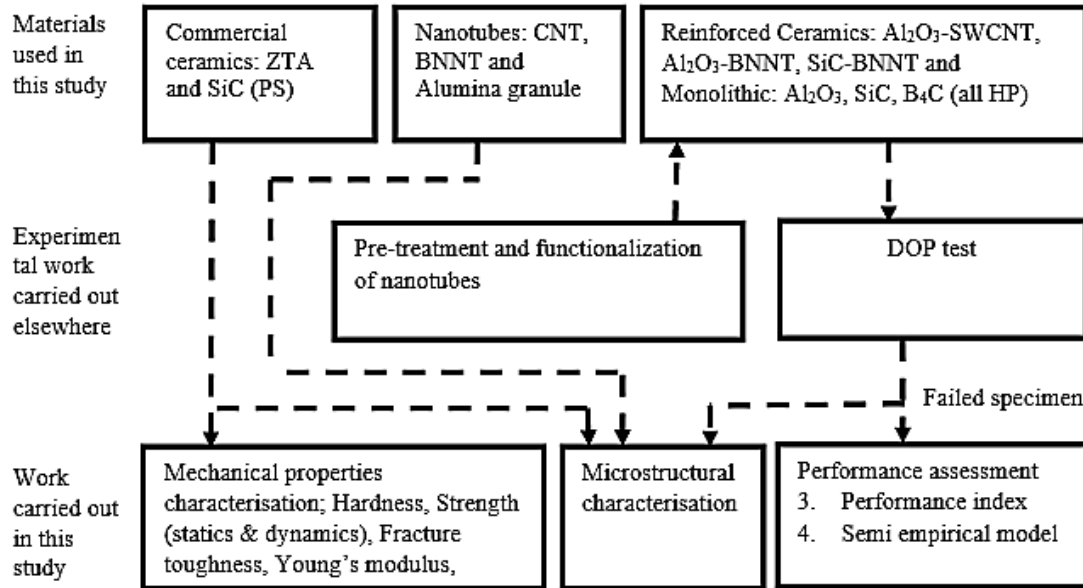 Materials
used in
this study
Commercial
ceramics: ZTA
and SiC (PS)
Nanotubes: CNT,
BNNT and
Alumina granule
Reinforced Ceramics: Al₂O₃-SWCNT,
Al₂O₃-BNNT, SiC-BNNT and
Monolithic: Al₂O₃, SiC, B₄C (all HP)
Experimen
tal work
carried out
elsewhere
Pre-treatment and functionalization
of nanotubes
DOP test
Failed specimen
Work
carried out
in this
study
Mechanical properties
characterisation; Hardness, Strength
(statics & dynamics), Fracture
toughness, Young's modulus,
Microstructural
characterisation
Performance assessment
3. Performance index
4. Semi empirical model